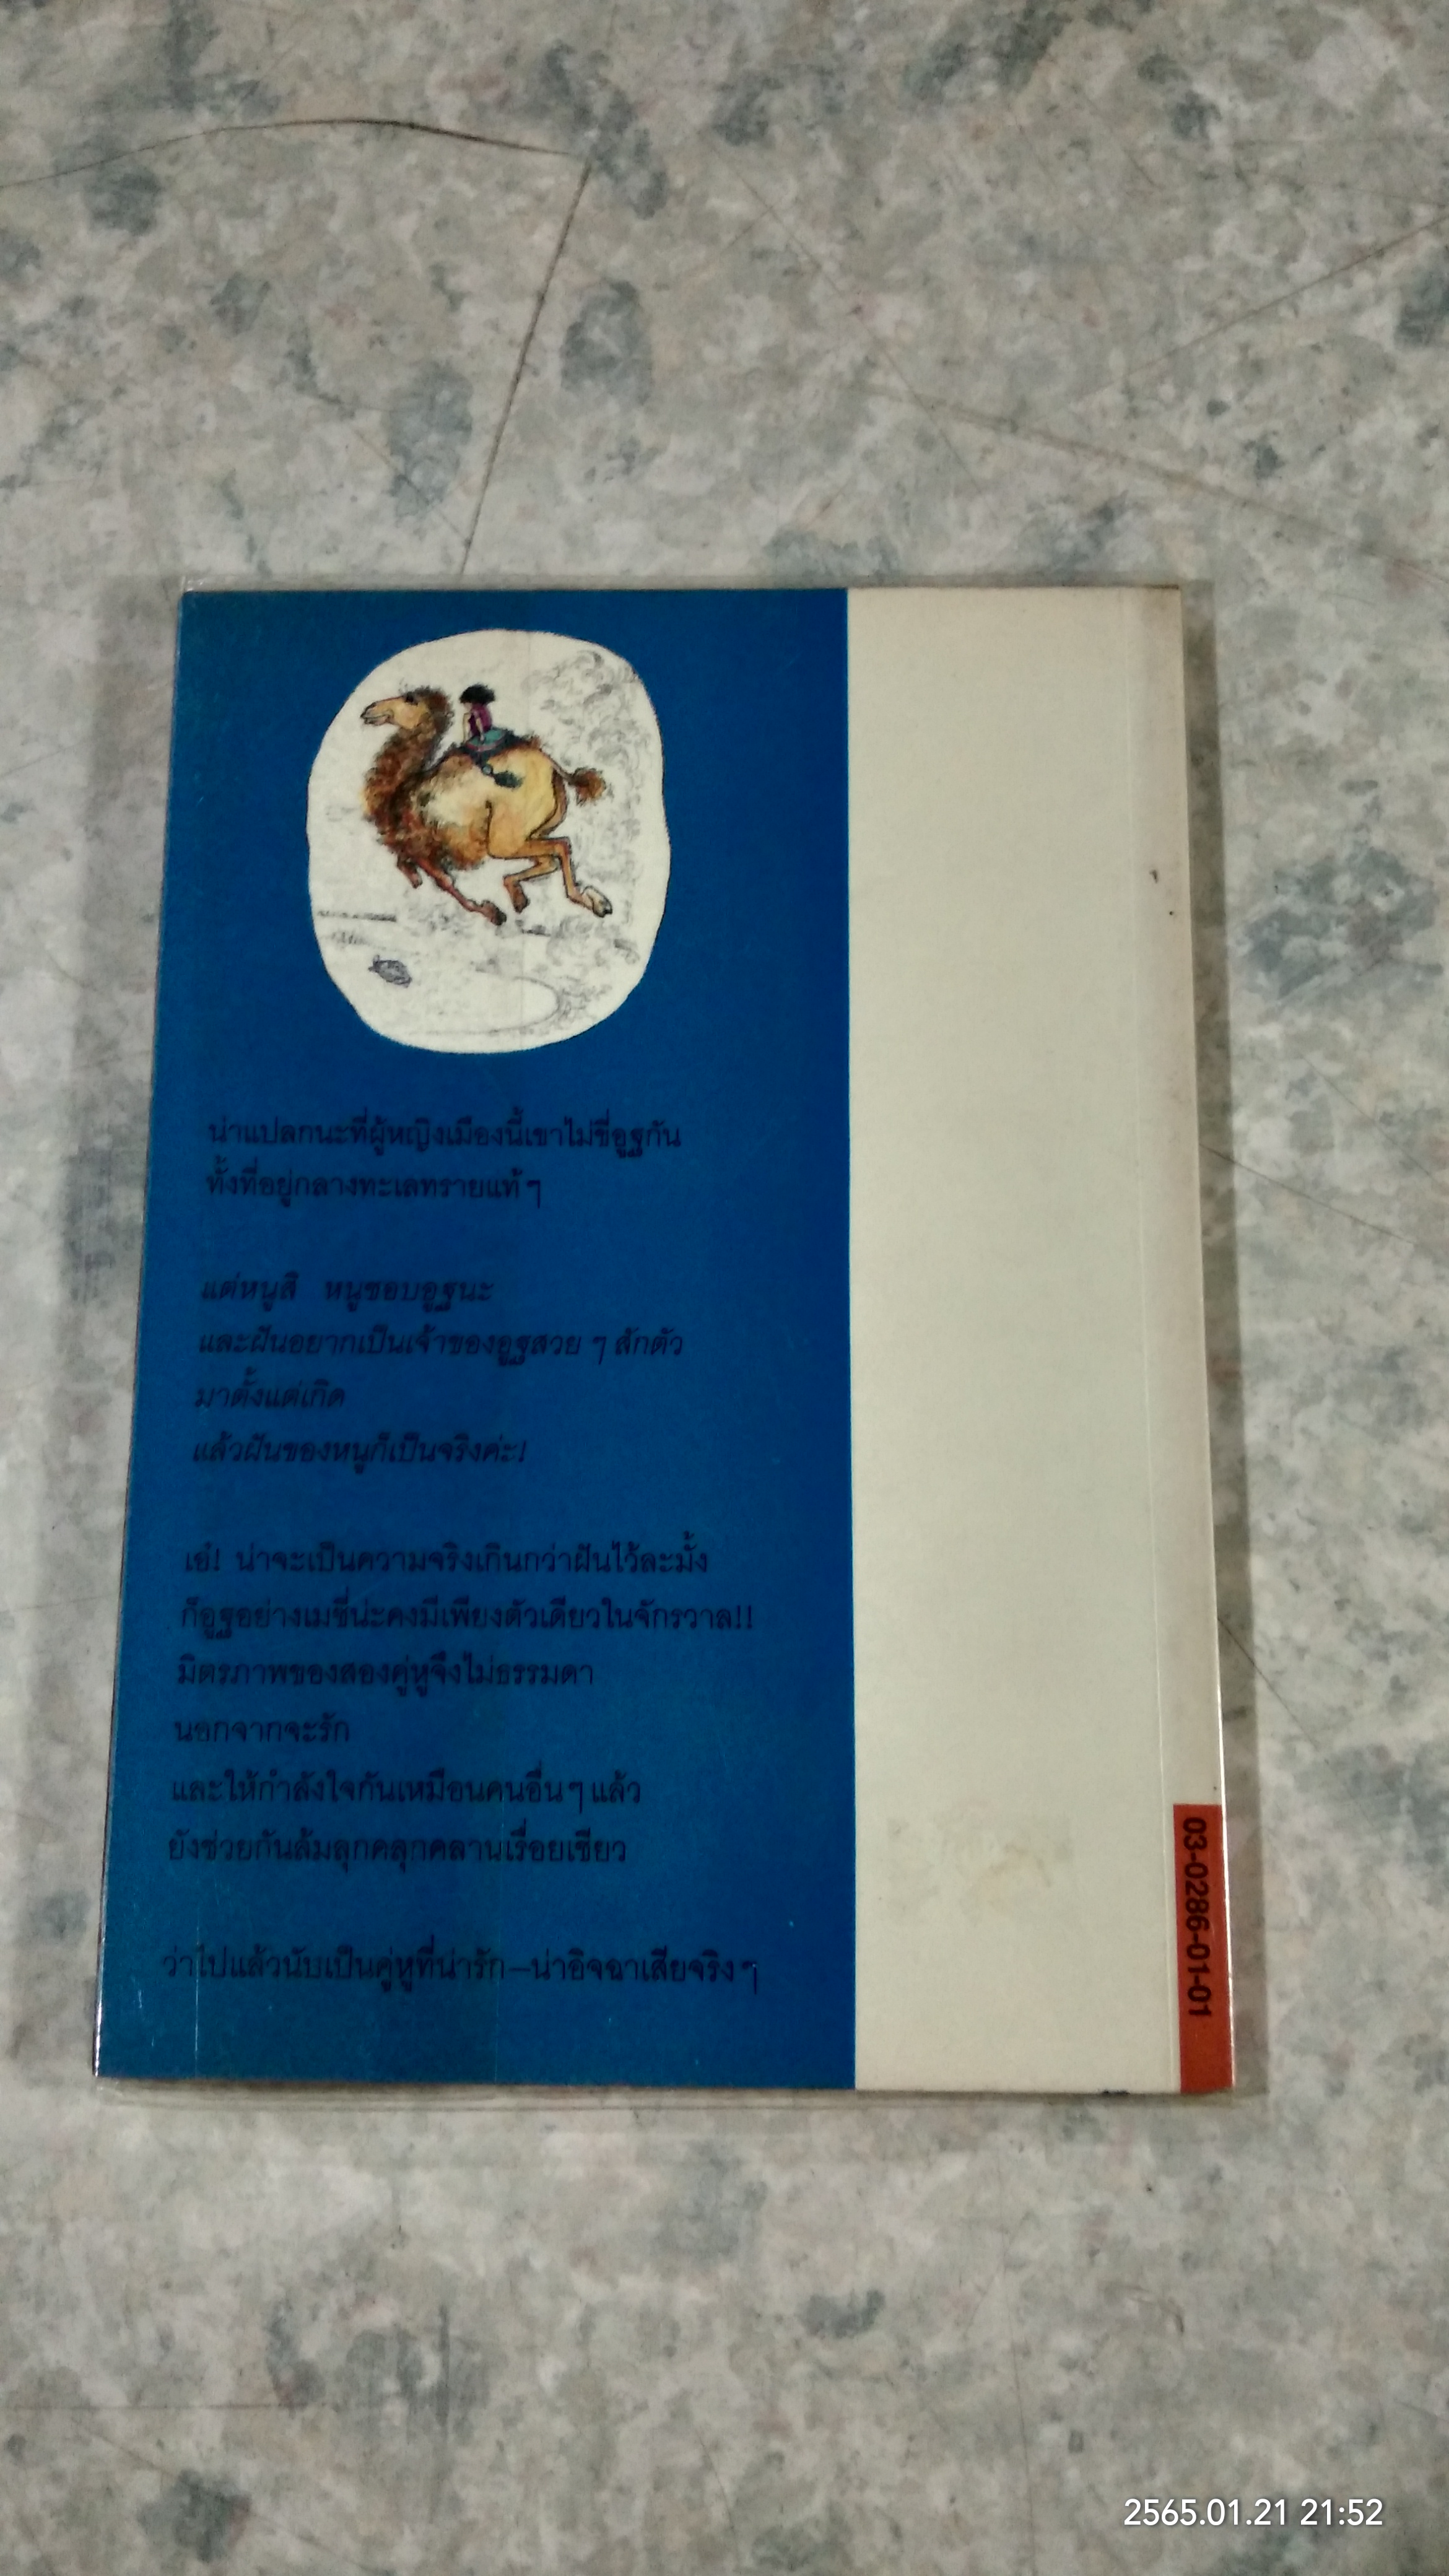 น่าแปลกนะที่ผู้หญิงเมืองนี้เขาไม่ขี่อูฐกัน
ทั้งที่อยู่กลางทะเลทรายแท้ ๆ
แต่หนูสิ หนูชอบอูฐนะ
และฝันอยากเป็นเจ้าของอูฐสวย ๆ สักตัว
มาตั้งแต่เกิด
แล้วฝันของหนูก็เป็นจริงค่ะ!
เอ๋! น่าจะเป็นความจริงเกินกว่าฝันไว้ละมั้ง
ก็อูฐอย่างเมซี่น่ะคงมีเพียงตัวเดียวในจักรวาล!!
มิตรภาพของสองคู่หูจึงไม่ธรรมดา
นอกจากจะรัก
และให้กำลังใจกันเหมือนคนอื่น ๆ แล้ว
ยังช่วยกันล้มลุกคลุกคลานเรื่อยเชียว
ว่าไปแล้วนับเป็นคู่หูที่น่ารัก–น่าอิจฉาเสียจริง ๆ
03-0286-01-01
2565.01.21 21:52